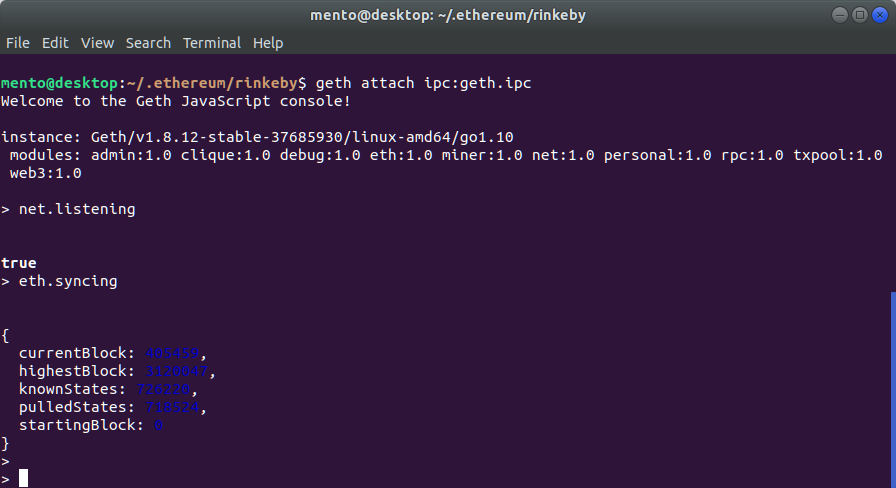 mento@desktop: ~/.ethereum/rinkeby
File Edit View Search Terminal Help
mento@desktop:~/.ethereum/rinkeby$ geth attach ipc:geth.ipc
Welcome to the Geth JavaScript console!
instance: Geth/v1.8.12-stable-37685930/linux-amd64/go1.10
modules: admin:1.0 clique:1.0 debug:1.0 eth:1.0 miner:1.0 net:1.0 personal:1.0 rpc:1.0 txpool:1.0
web3:1.0
> net.listening
true
> eth.syncing
{
currentBlock: 405459,
highestBlock: 3120047,
knownStates: 726220,
pulledStates: 718524,
startingBlock: 0
}
>
>